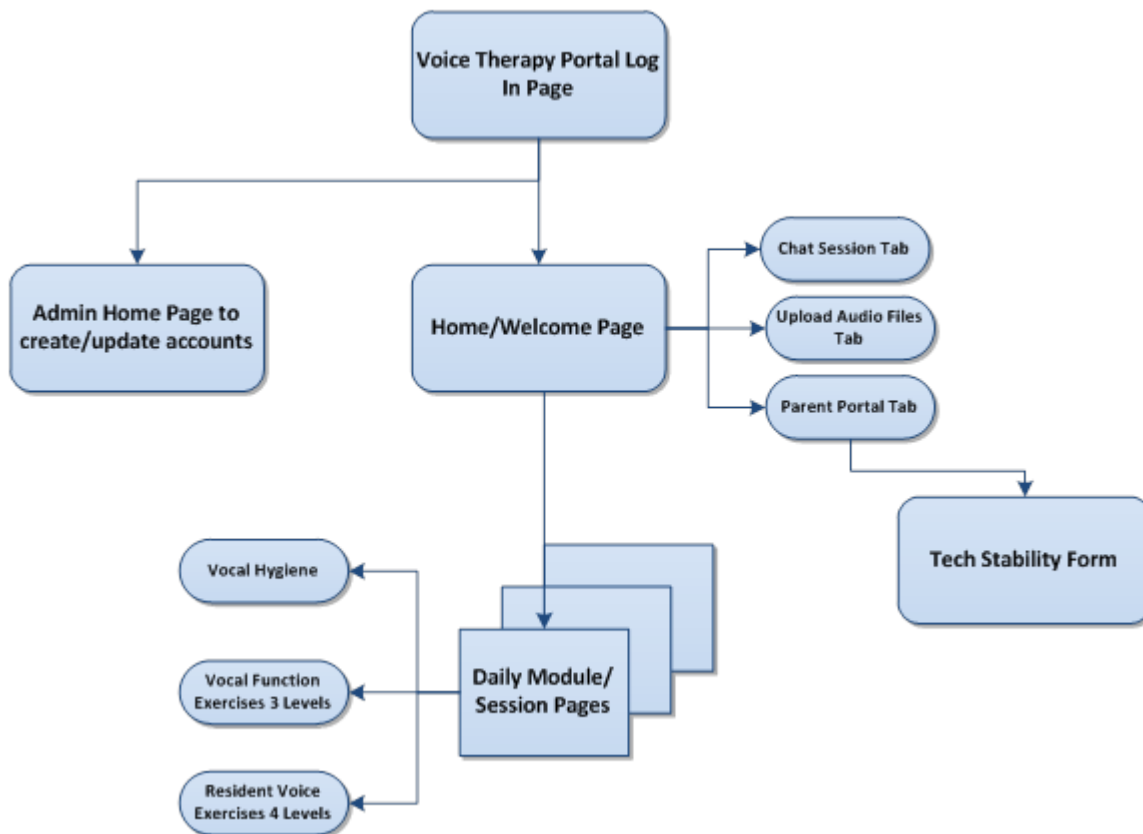 Voice Therapy Portal Log
In Page
Admin Home Page to
create/update accounts
Home/Welcome Page
Chat Session Tab
Upload Audio Files
Tab
Parent Portal Tab
Tech Stability Form
Vocal Hygiene
Vocal Function
Exercises 3 Levels
Resident Voice
Exercises 4 Levels
Daily Module/
Session Pages